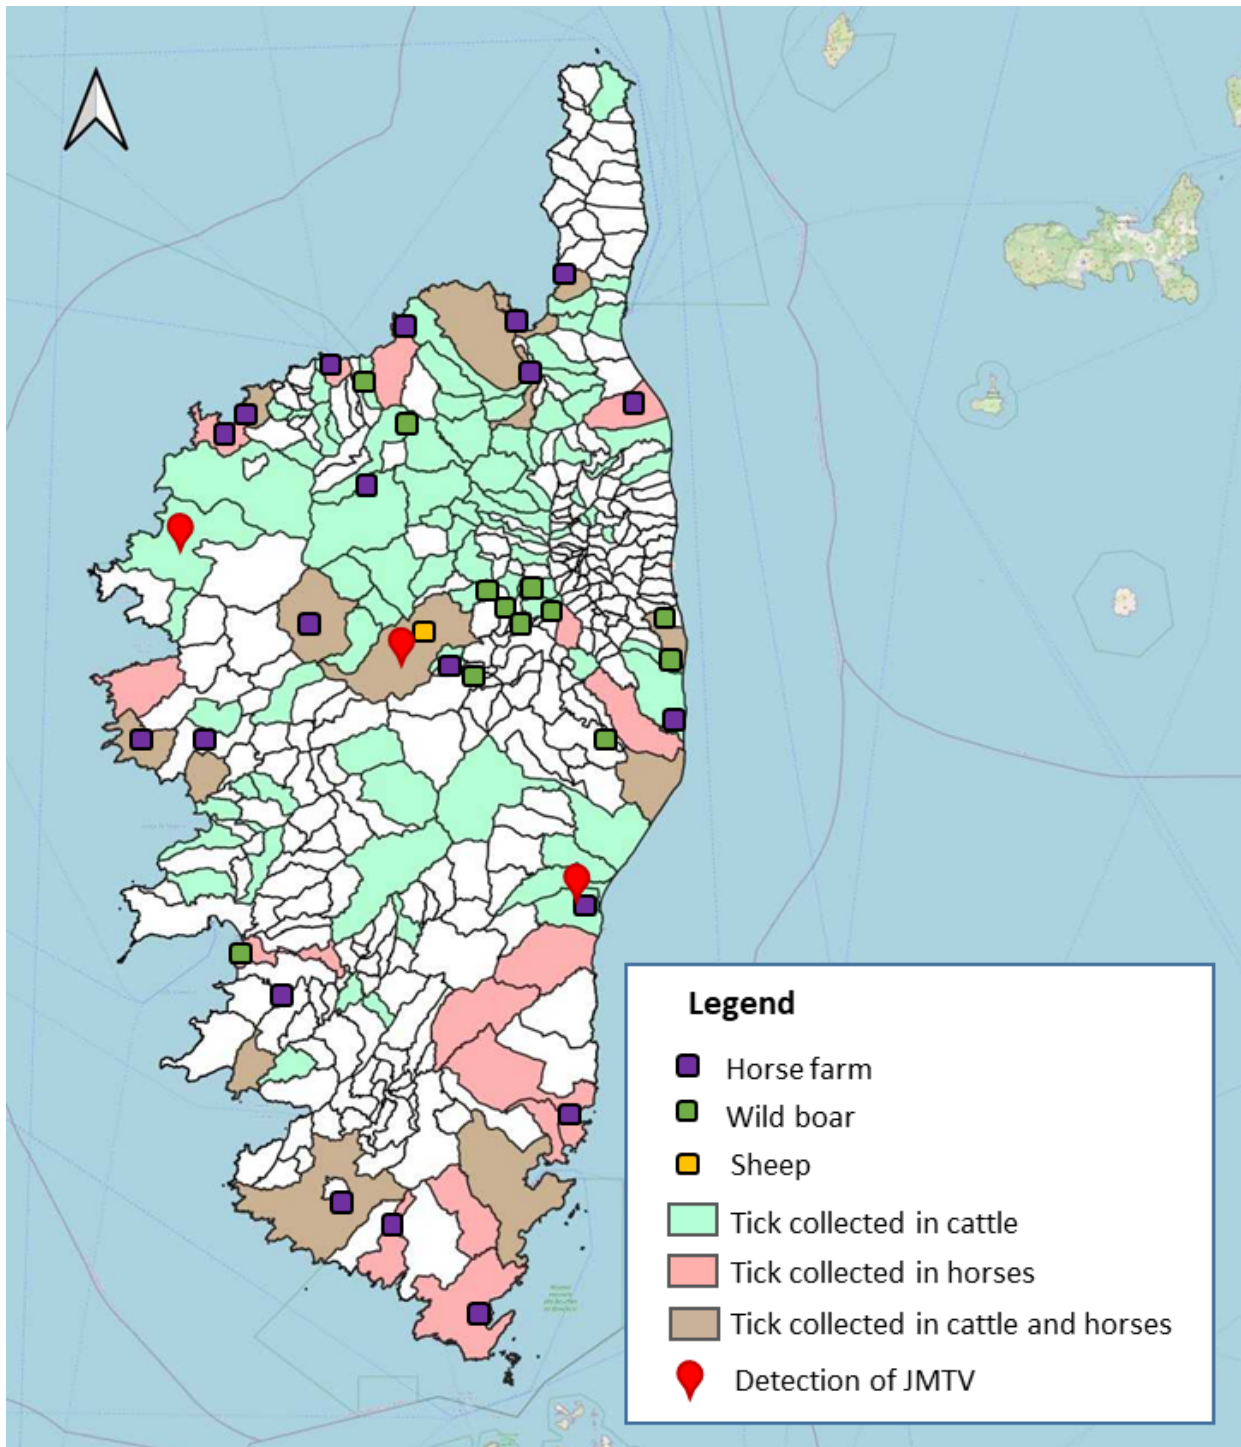 Legend
Horse farm
Wild boar
Sheep
Tick collected in cattle
Tick collected in horses
Tick collected in cattle and horses
Detection of JMTV